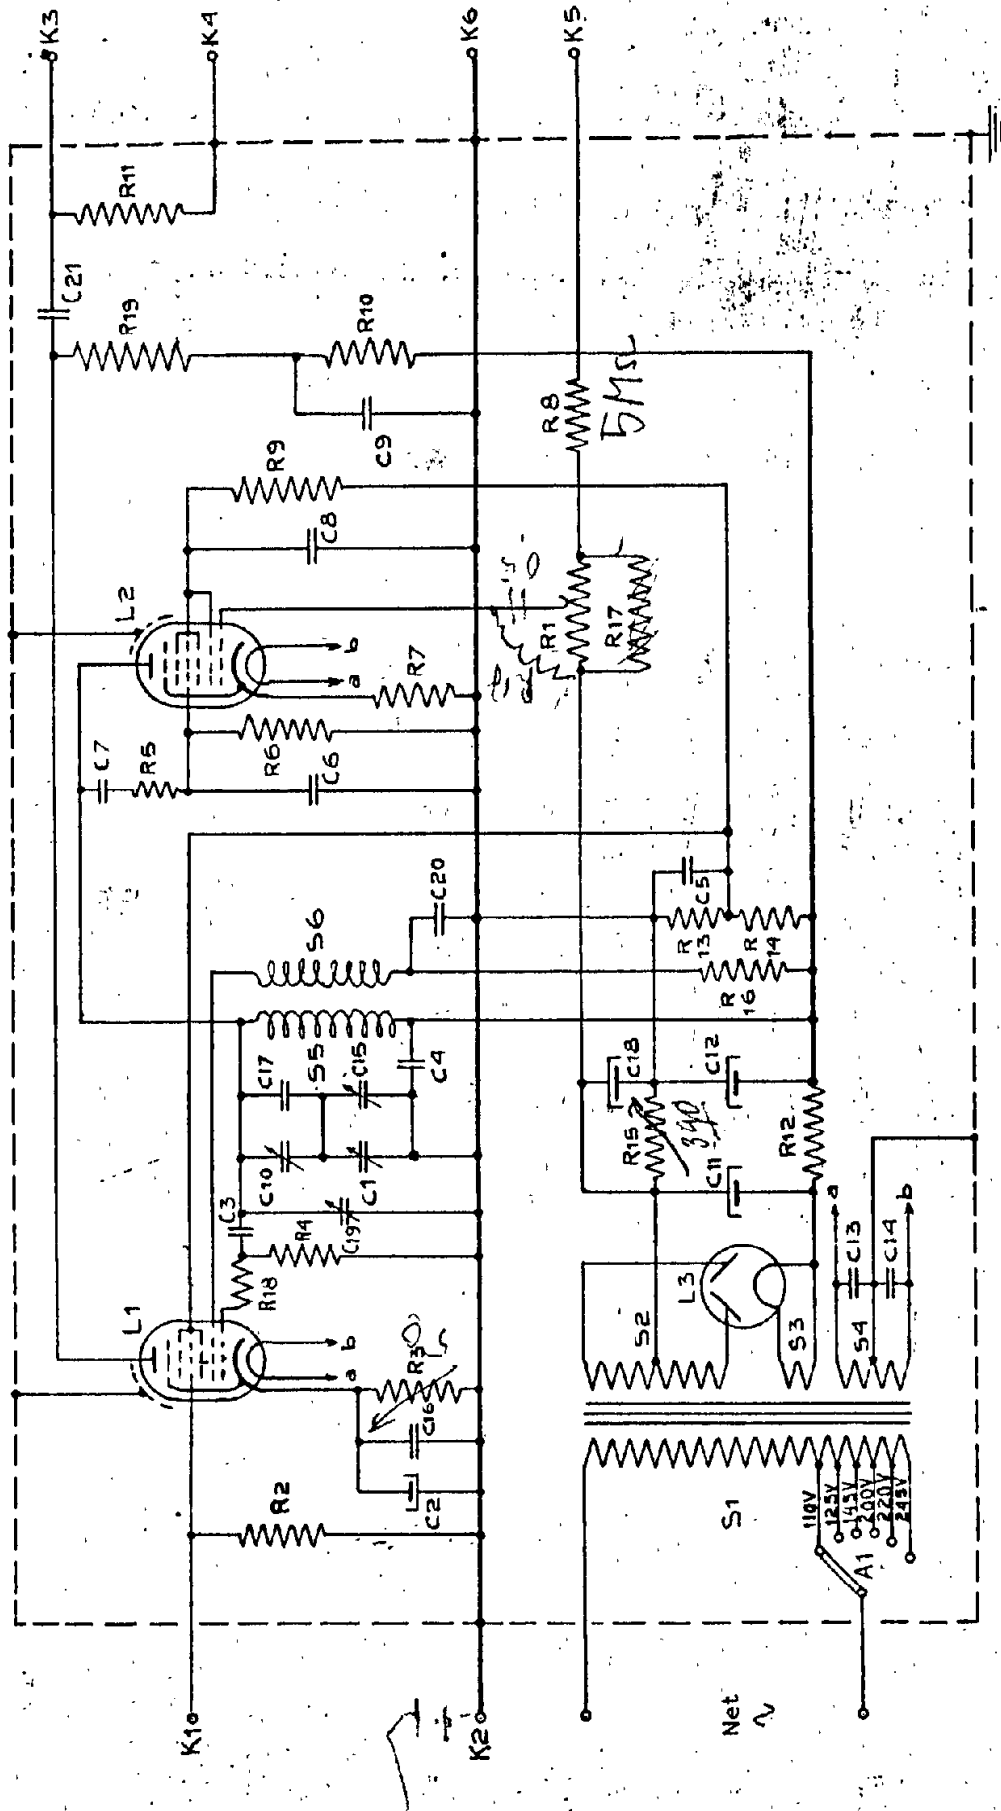 K3
K4
K6
K5
R11
C21
R19
R10
C9
R8
5MΩ
R9
C8
L2
b
a
R7
R1
R17
C7
R5
R6
C6
C20
S6
C5
R
13
R
14
R
16
C17
S5
C15
C4
C18
C12
R15
390
C11
R12
C10
C1
C3
R4
C19
R18
L1
b
a
R3
C16
C2
R2
L3
S2
S3
S4
a
b
C13
C14
S1
110V
125V
145V
200V
220V
245V
A1
K1
K2
Net